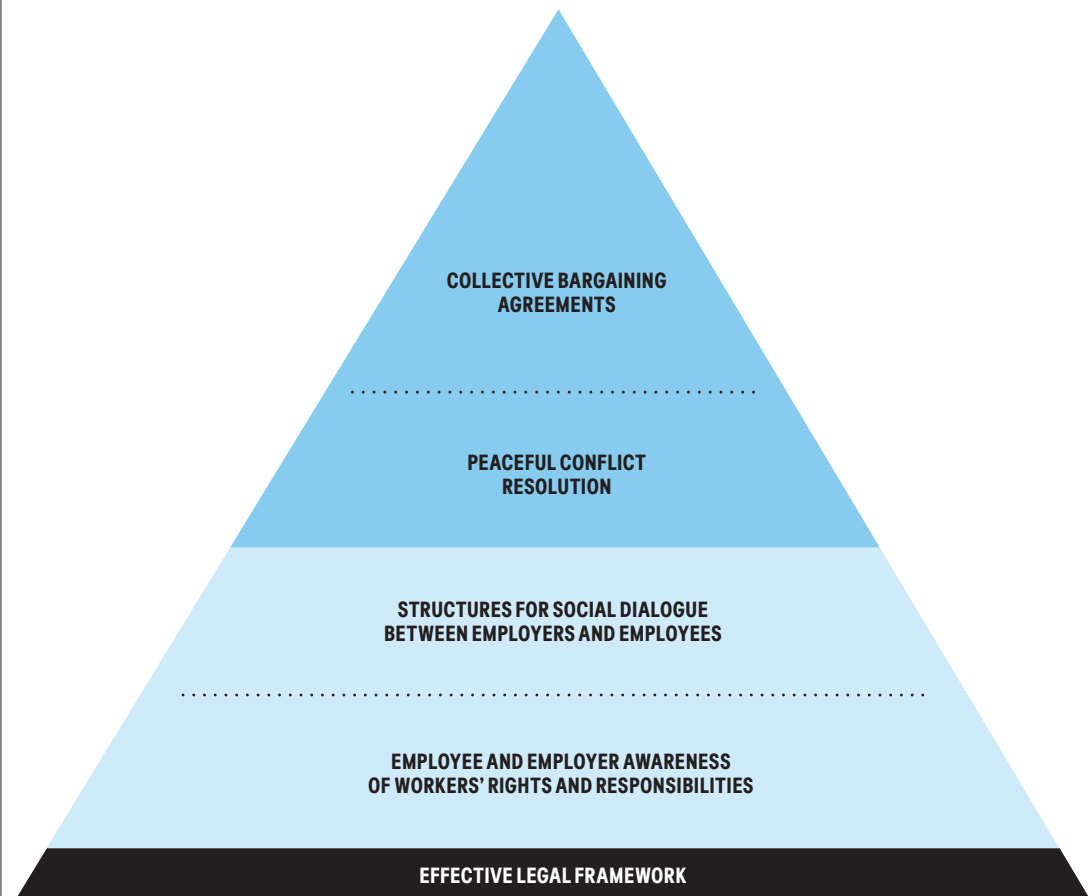 COLLECTIVE BARGAINING
AGREEMENTS
PEACEFUL CONFLICT
RESOLUTION
STRUCTURES FOR SOCIAL DIALOGUE
BETWEEN EMPLOYERS AND EMPLOYEES
EMPLOYEE AND EMPLOYER AWARENESS
OF WORKERS’ RIGHTS AND RESPONSIBILITIES
EFFECTIVE LEGAL FRAMEWORK